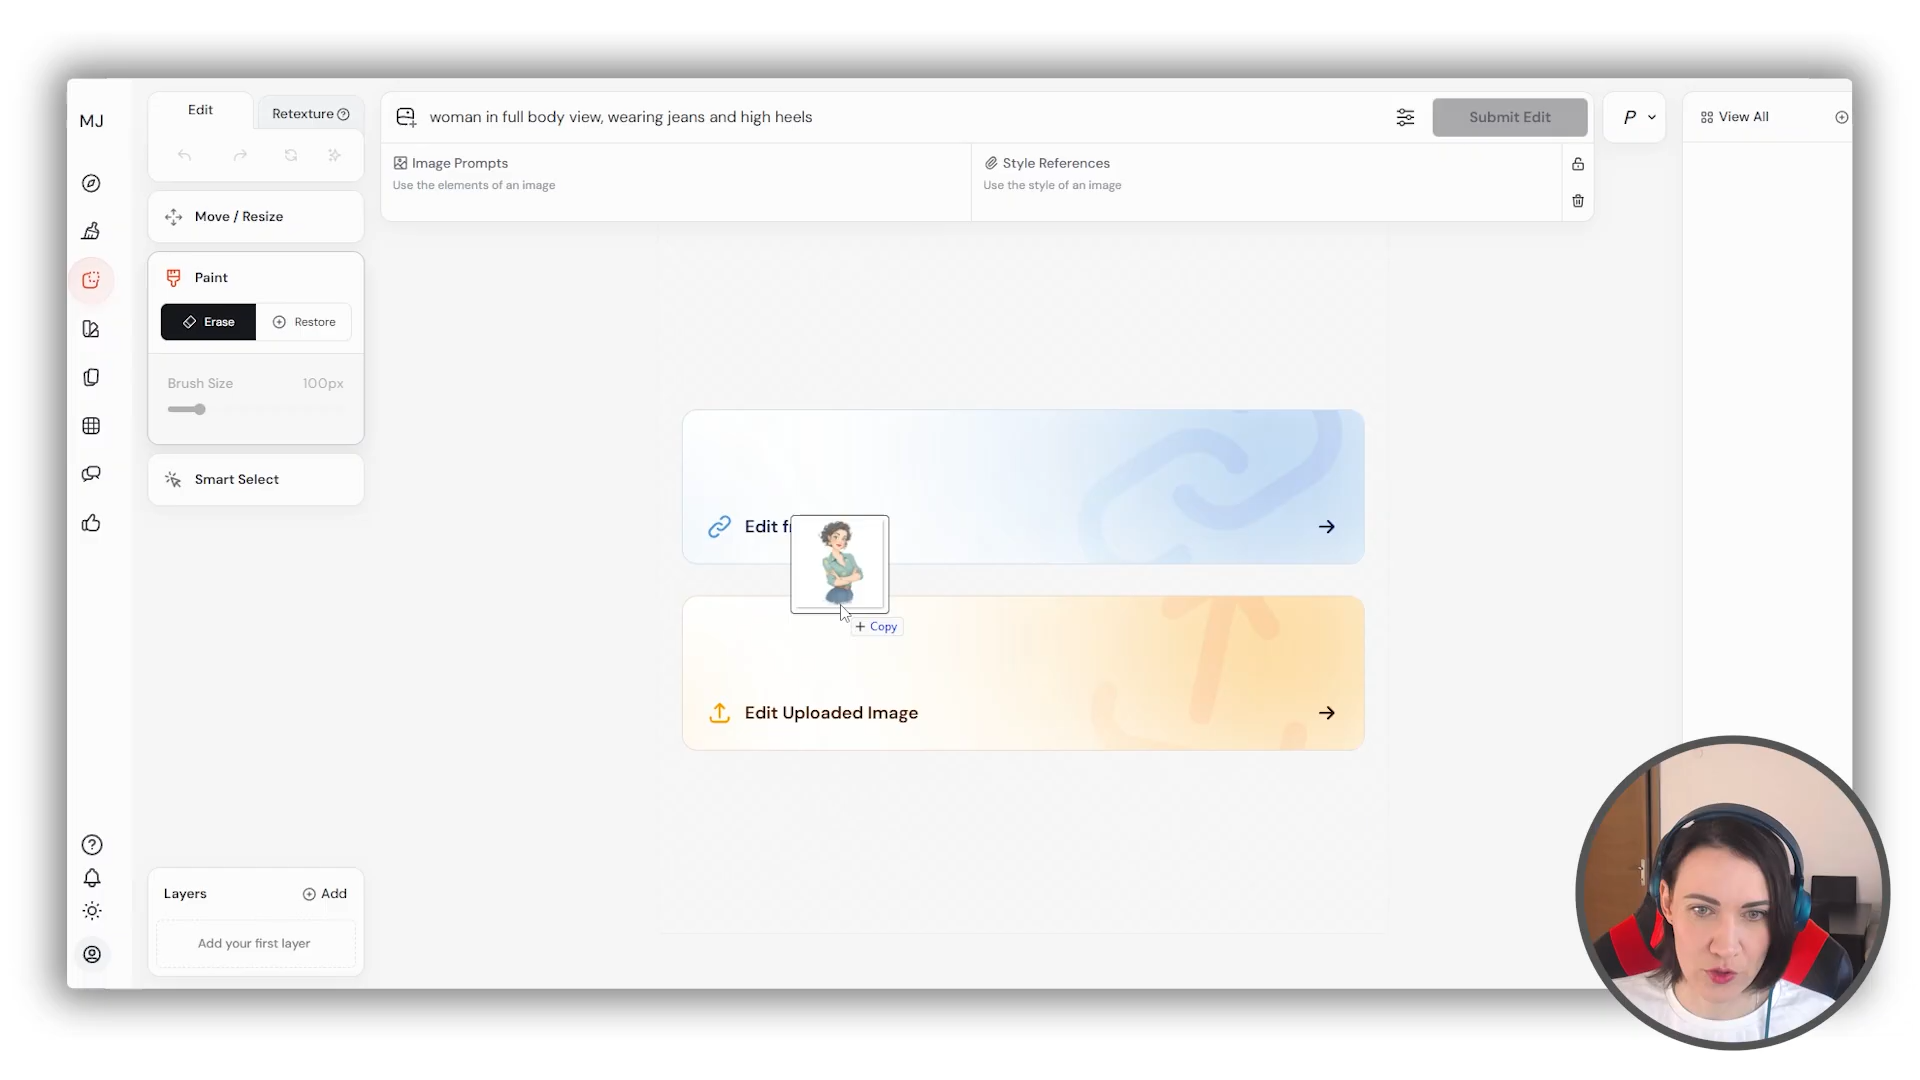 MJ
Edit
Retexture
woman in full body view, wearing jeans and high heels
Submit Edit
P
View All
Image Prompts
Use the elements of an image
Style References
Use the style of an image
Move / Resize
Paint
Erase
Restore
Brush Size
100px
Smart Select
Edit
Copy
Edit Uploaded Image
Layers
Add
Add your first layer